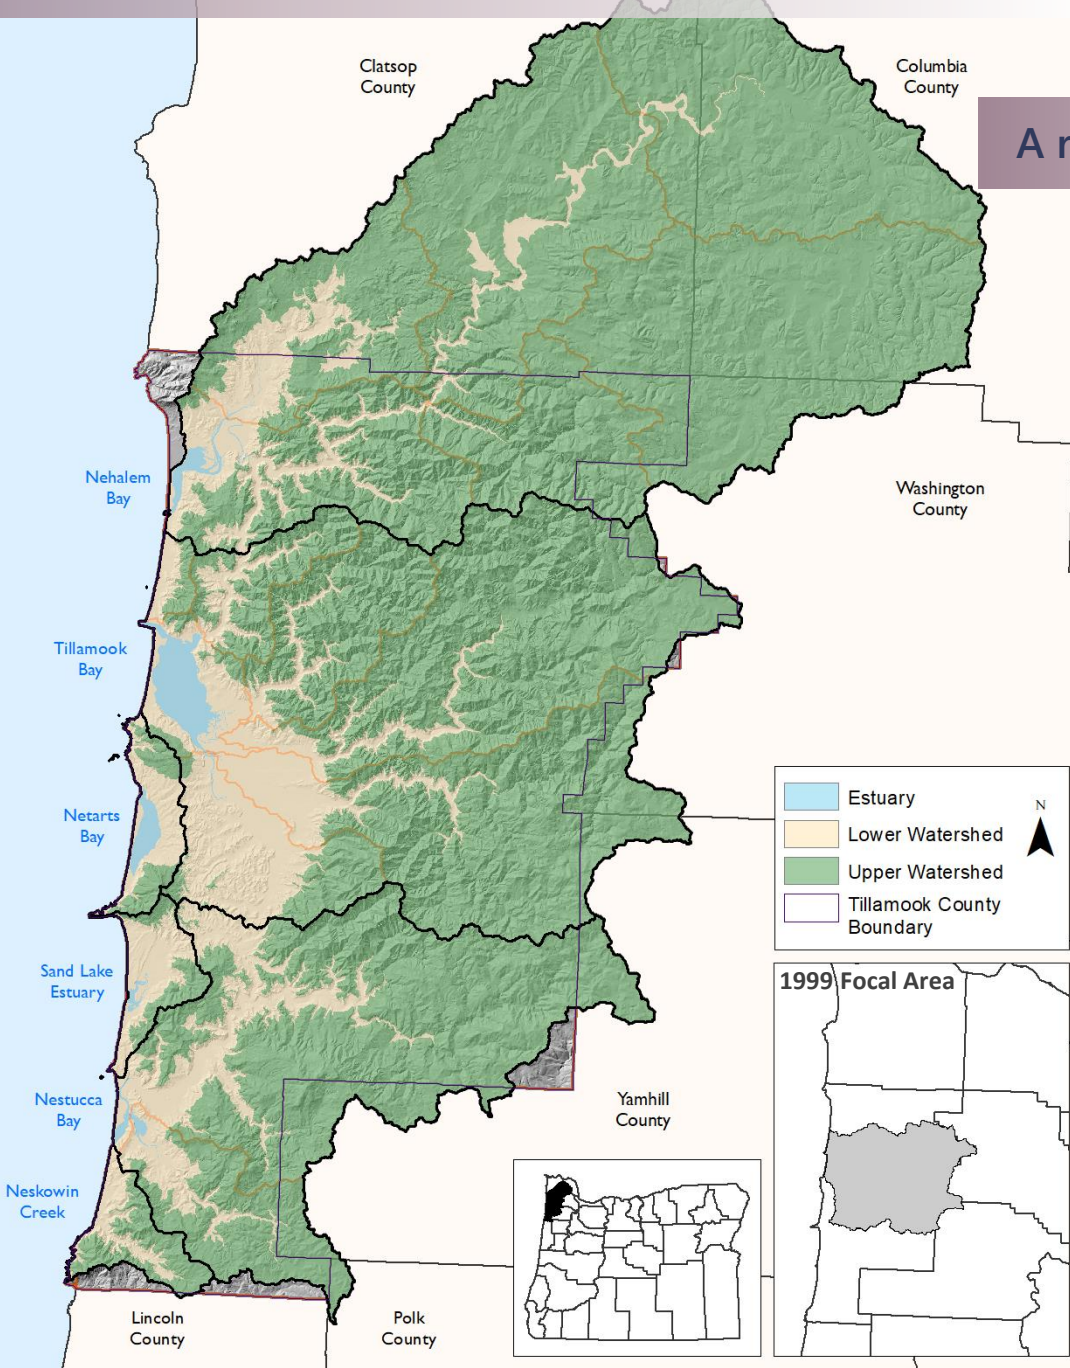 Clatsop
County
Columbia
County
A r
Nehalem
Bay
Washington
County
Tillamook
Bay
Netarts
Bay
Estuary
N
Lower Watershed
Upper Watershed
Tillamook County
Boundary
Sand Lake
Estuary
1999 Focal Area
Nestucca
Bay
Yamhill
County
Neskowin
Creek
Lincoln
County
Polk
County